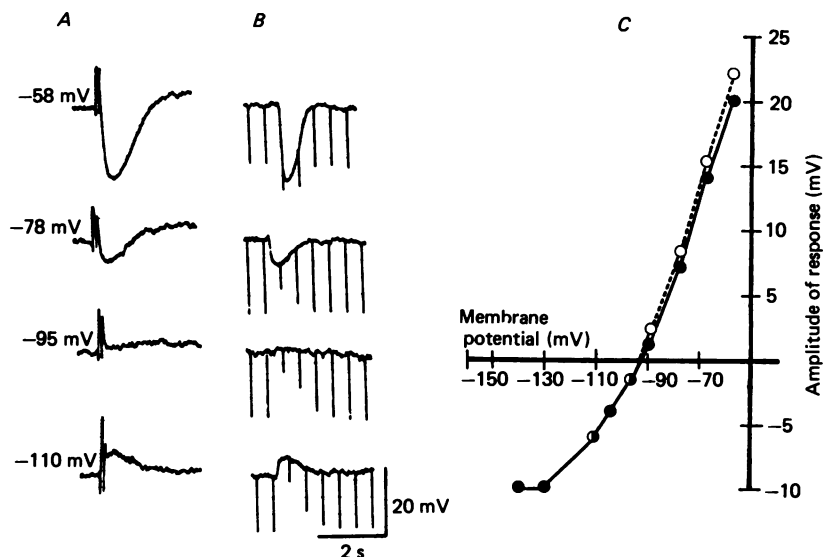 A
B
C
−58 mV
−78 mV
−95 mV
−110 mV
20 mV
2 s
25
20
15
10
5
−5
−10
Amplitude of response (mV)
Membrane
potential (mV)
−150 −130 −110 −90 −70